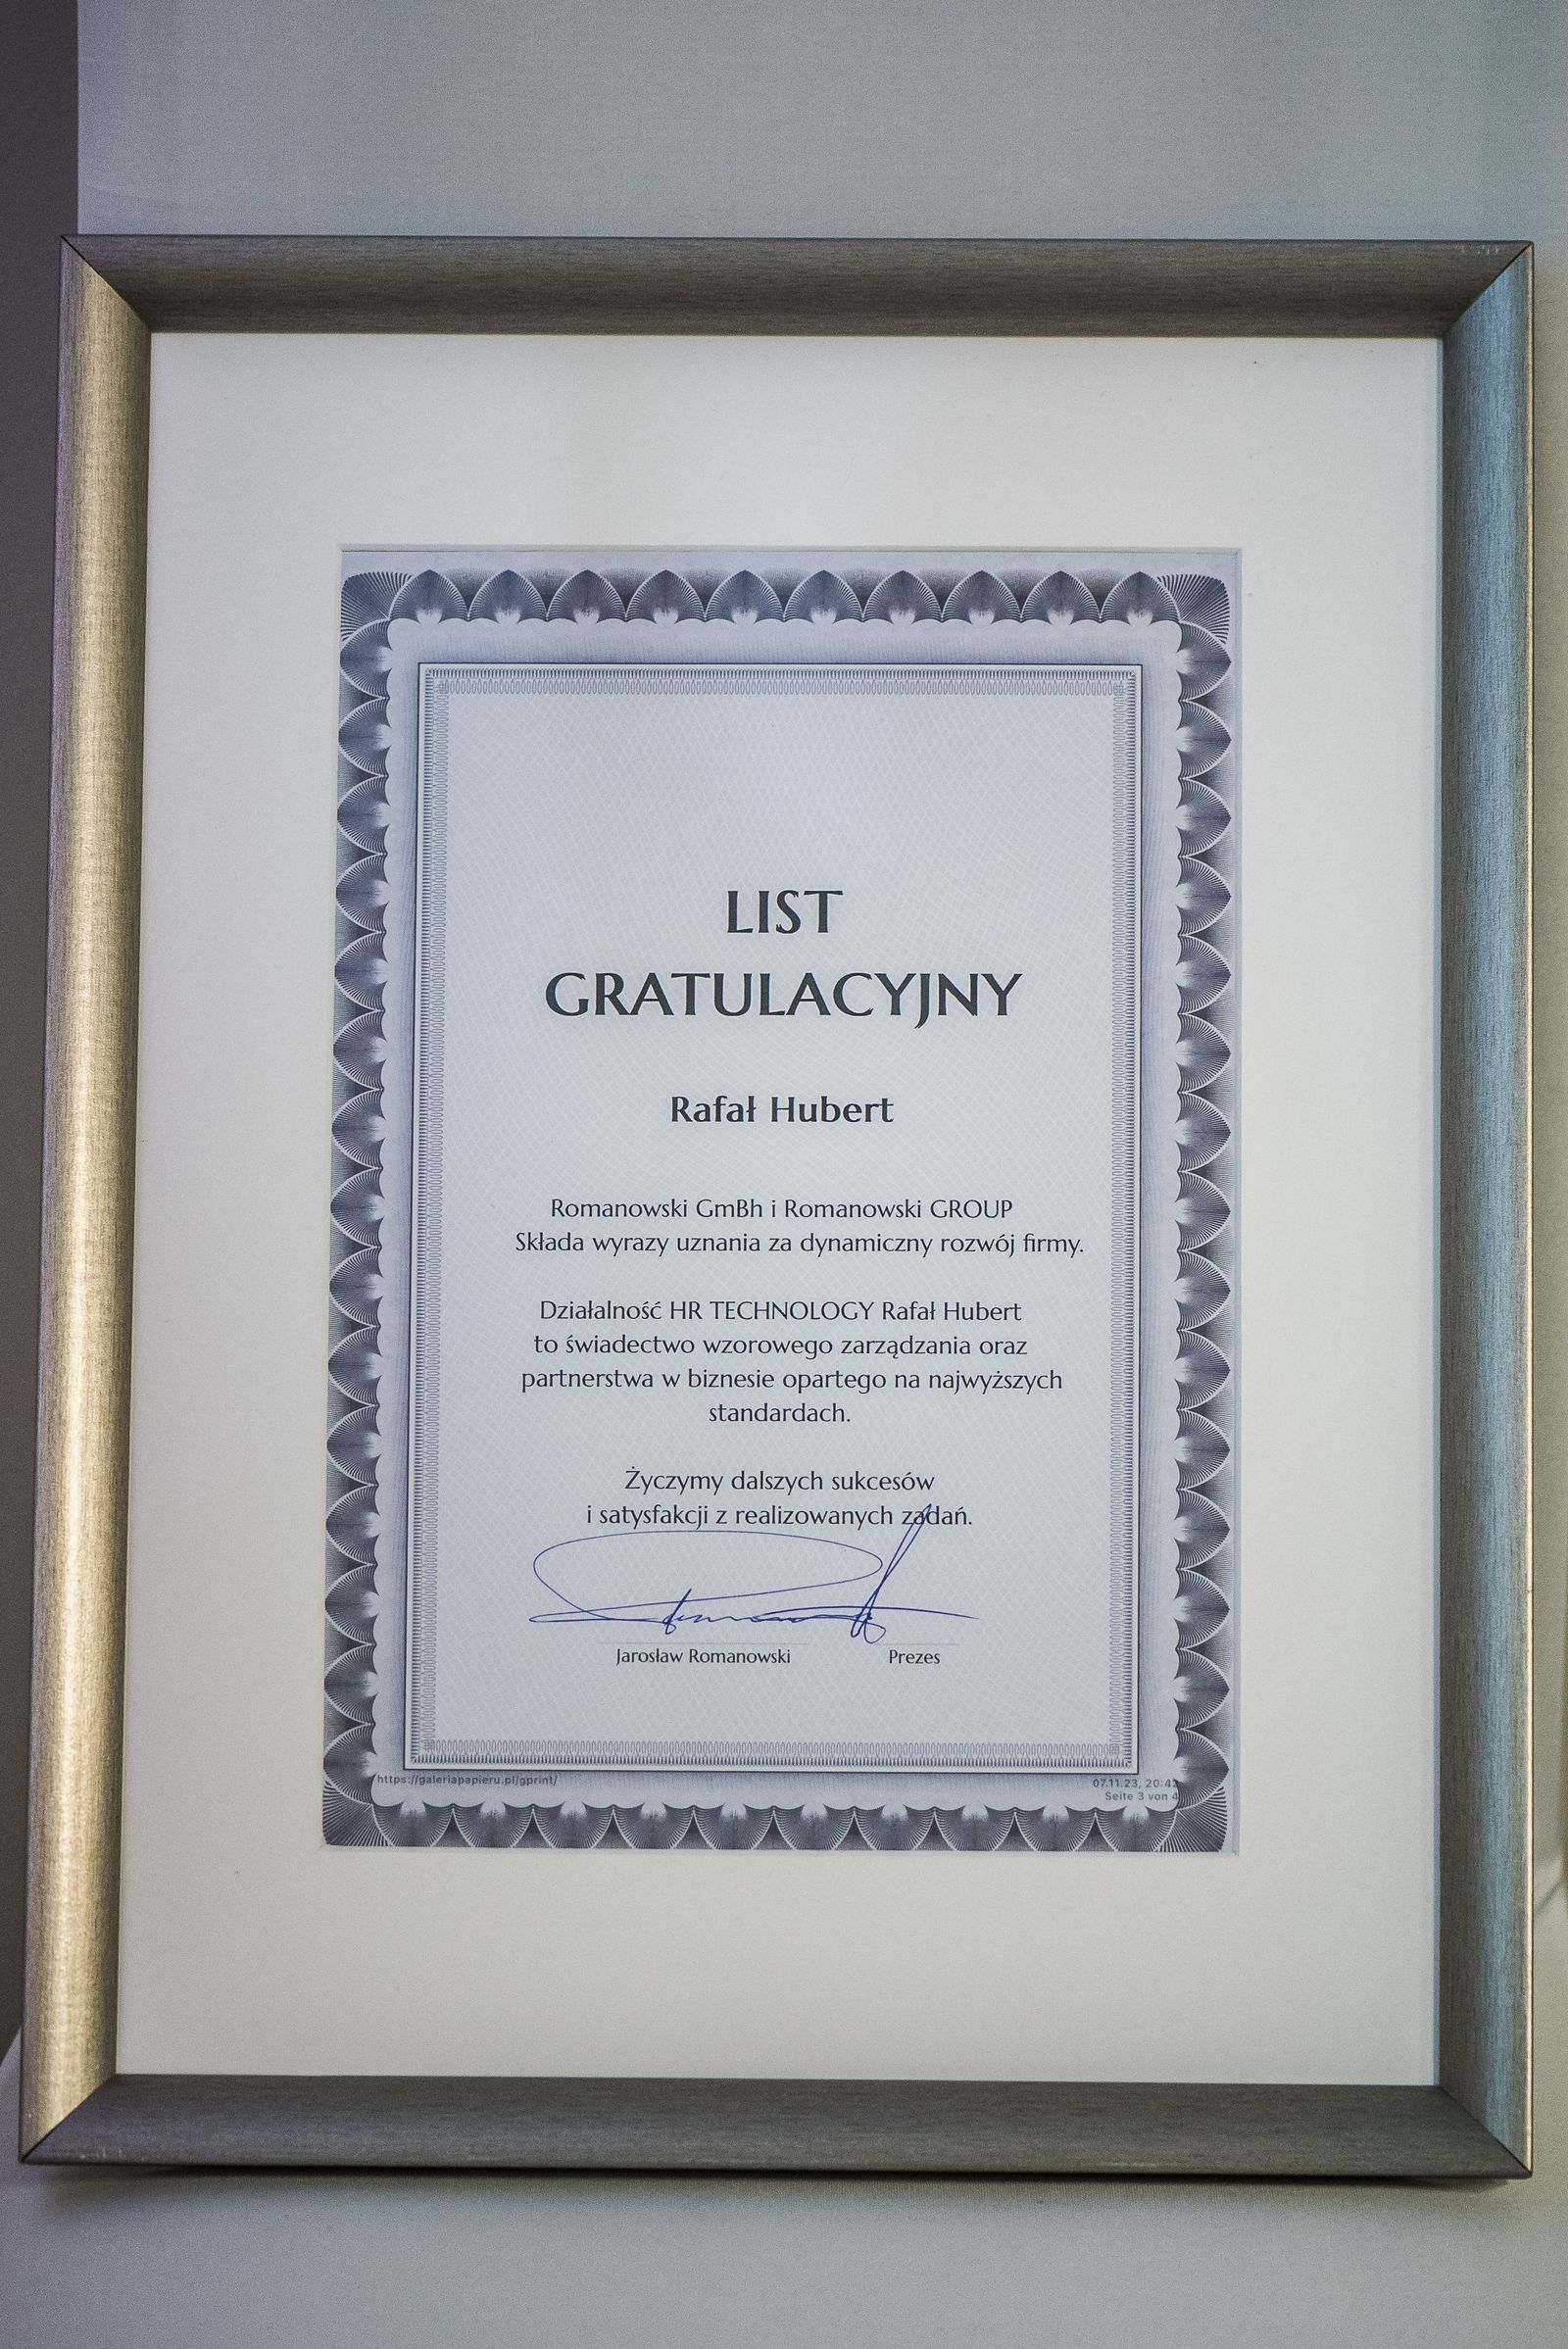 LIST
GRATULACYJNY
Rafał Hubert
Romanowski GmBh i Romanowski GROUP
Składa wyrazy uznania za dynamiczny rozwój firmy.
Działalność HR TECHNOLOGY Rafał Hubert
to świadectwo wzorowego zarządzania oraz
partnerstwa w biznesie opartego na najwyższych
standardach.
Życzymy dalszych sukcesów
i satysfakcji z realizowanych zadań.
Jarosław Romanowski Prezes
https://galeriapapieru.pl/gprint/
07.11.23, 20:42
Seite 3 von 4